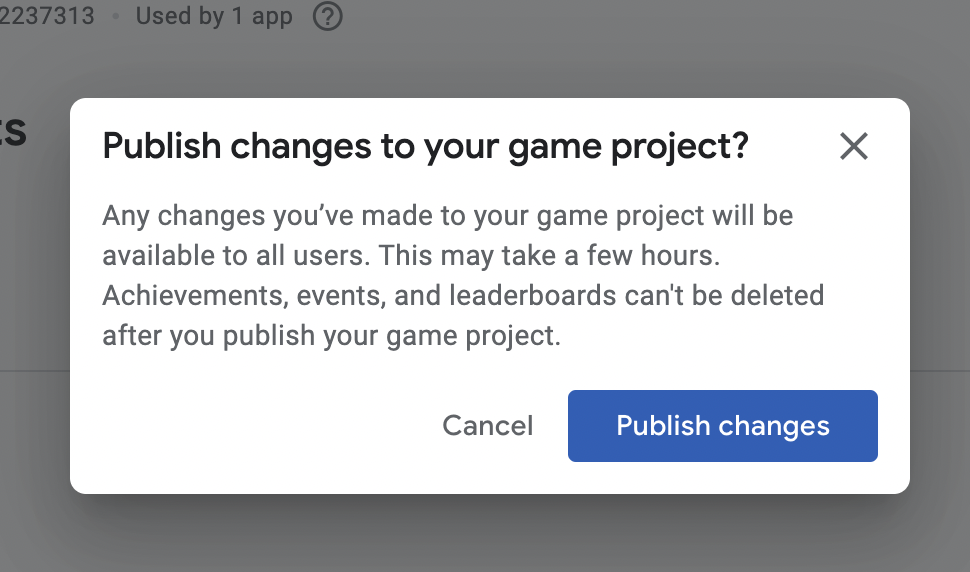 2237313 • Used by 1 app
ts
Publish changes to your game project?
Any changes you’ve made to your game project will be
available to all users. This may take a few hours.
Achievements, events, and leaderboards can't be deleted
after you publish your game project.
Cancel
Publish changes